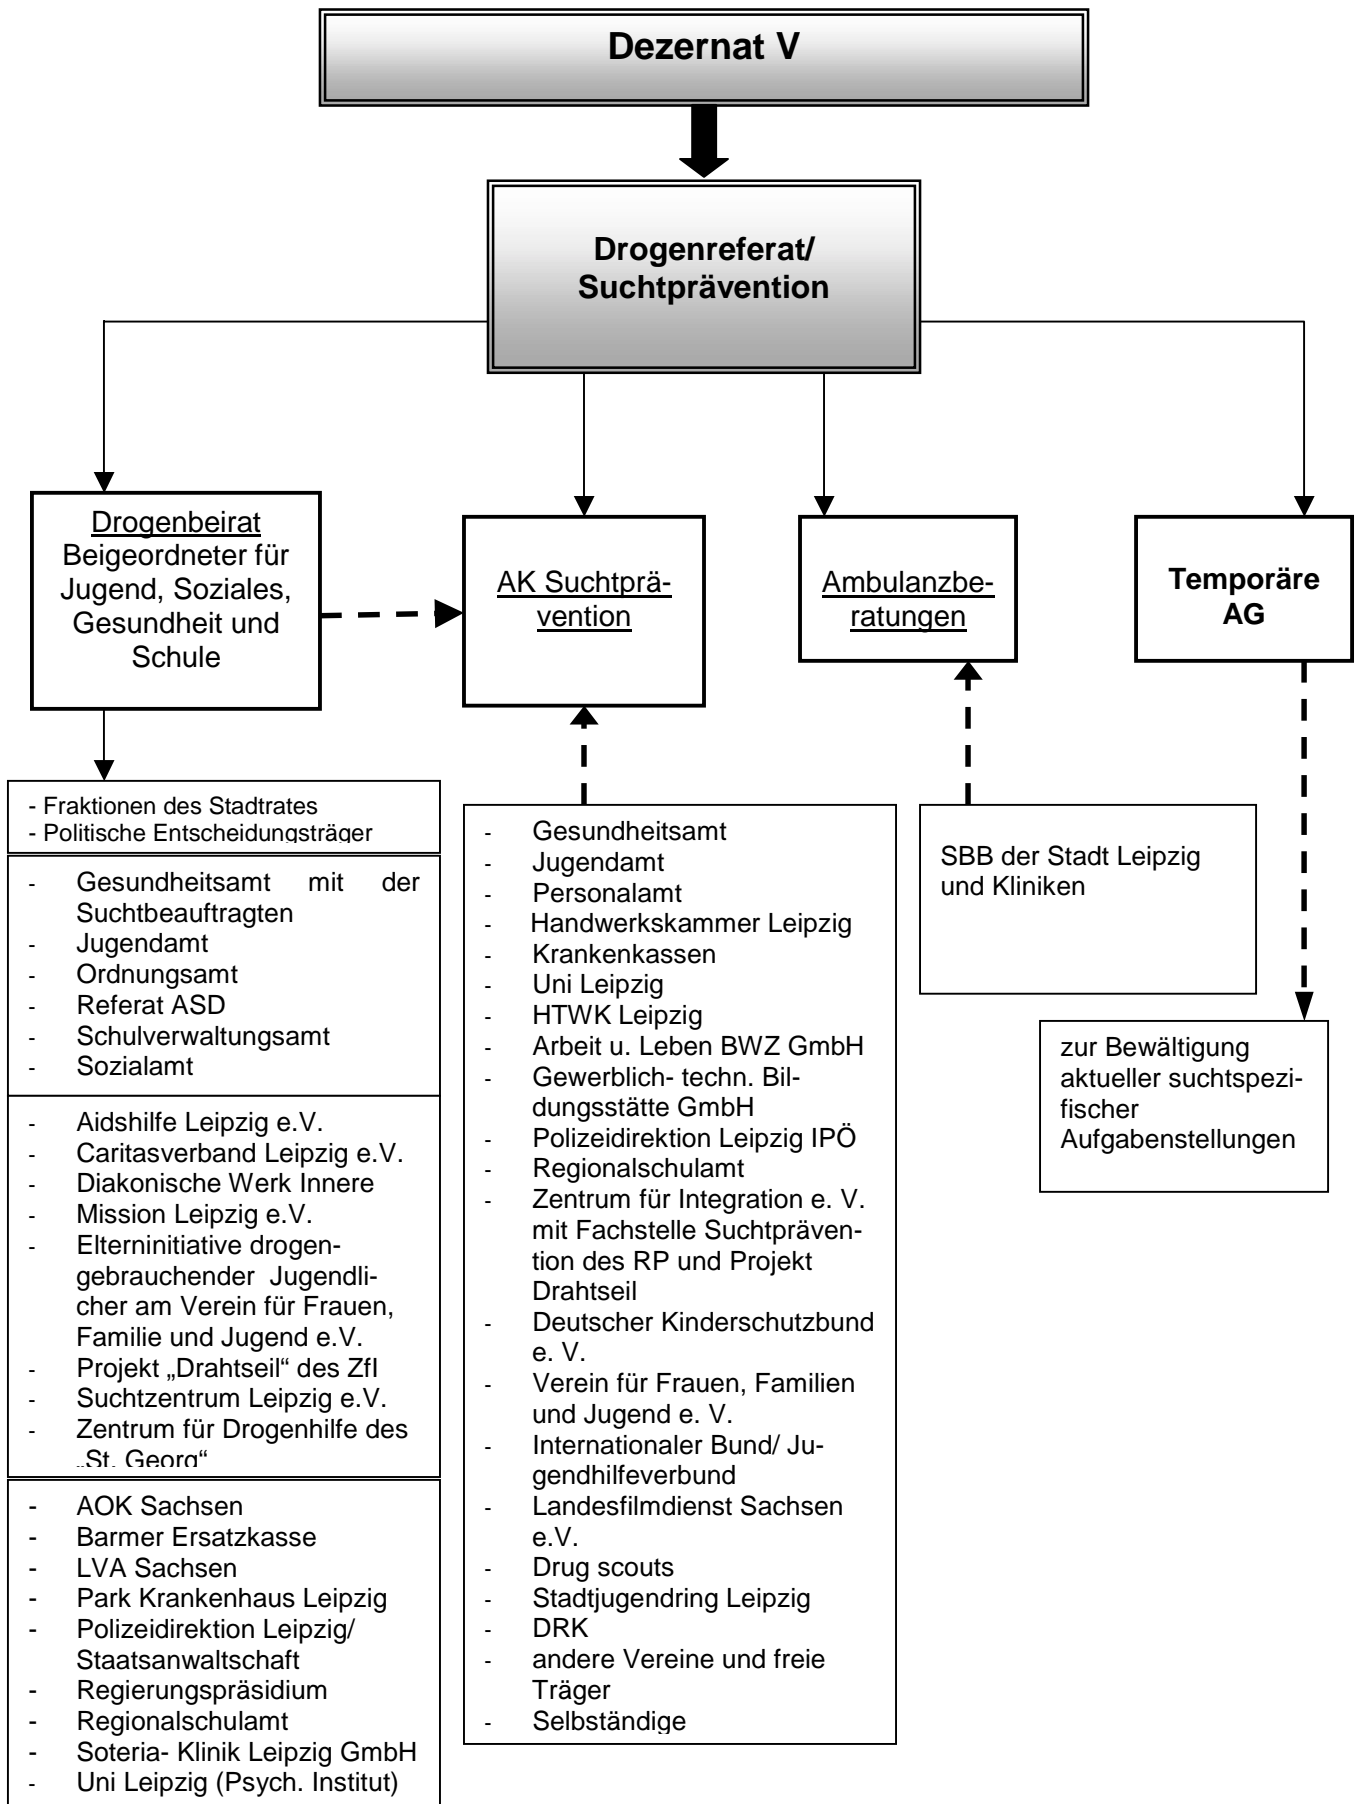 Dezernat V
Drogenreferat/
Suchtprävention
Drogenbeirat
Beigeordneter für
Jugend, Soziales,
Gesundheit und
Schule
AK Suchtprä-
vention
Ambulanzbe-
ratungen
Temporäre
AG
- Fraktionen des Stadtrates
- Politische Entscheidungsträger
- Gesundheitsamt mit der
Suchtbeauftragten
- Jugendamt
- Ordnungsamt
- Referat ASD
- Schulverwaltungsamt
- Sozialamt
- Aidshilfe Leipzig e.V.
- Caritasverband Leipzig e.V.
- Diakonische Werk Innere
- Mission Leipzig e.V.
- Elterninitiative drogen-
gebrauchender Jugendli-
cher am Verein für Frauen,
Familie und Jugend e.V.
- Projekt „Drahtseil“ des ZfI
- Suchtzentrum Leipzig e.V.
- Zentrum für Drogenhilfe des
„St. Georg“
- AOK Sachsen
- Barmer Ersatzkasse
- LVA Sachsen
- Park Krankenhaus Leipzig
- Polizeidirektion Leipzig/
Staatsanwaltschaft
- Regierungspräsidium
- Regionalschulamt
- Soteria- Klinik Leipzig GmbH
- Uni Leipzig (Psych. Institut)
- Gesundheitsamt
- Jugendamt
- Personalamt
- Handwerkskammer Leipzig
- Krankenkassen
- Uni Leipzig
- HTWK Leipzig
- Arbeit u. Leben BWZ GmbH
- Gewerblich- techn. Bil-
dungsstätte GmbH
- Polizeidirektion Leipzig IPÖ
- Regionalschulamt
- Zentrum für Integration e. V.
mit Fachstelle Suchtpräven-
tion des RP und Projekt
Drahtseil
- Deutscher Kinderschutzbund
e. V.
- Verein für Frauen, Familien
und Jugend e. V.
- Internationaler Bund/ Ju-
gendhilfeverbund
- Landesfilmdienst Sachsen
e.V.
- Drug scouts
- Stadtjugendring Leipzig
- DRK
- andere Vereine und freie
Träger
- Selbständige
SBB der Stadt Leipzig
und Kliniken
zur Bewältigung
aktueller suchtspezi-
fischer
Aufgabenstellungen